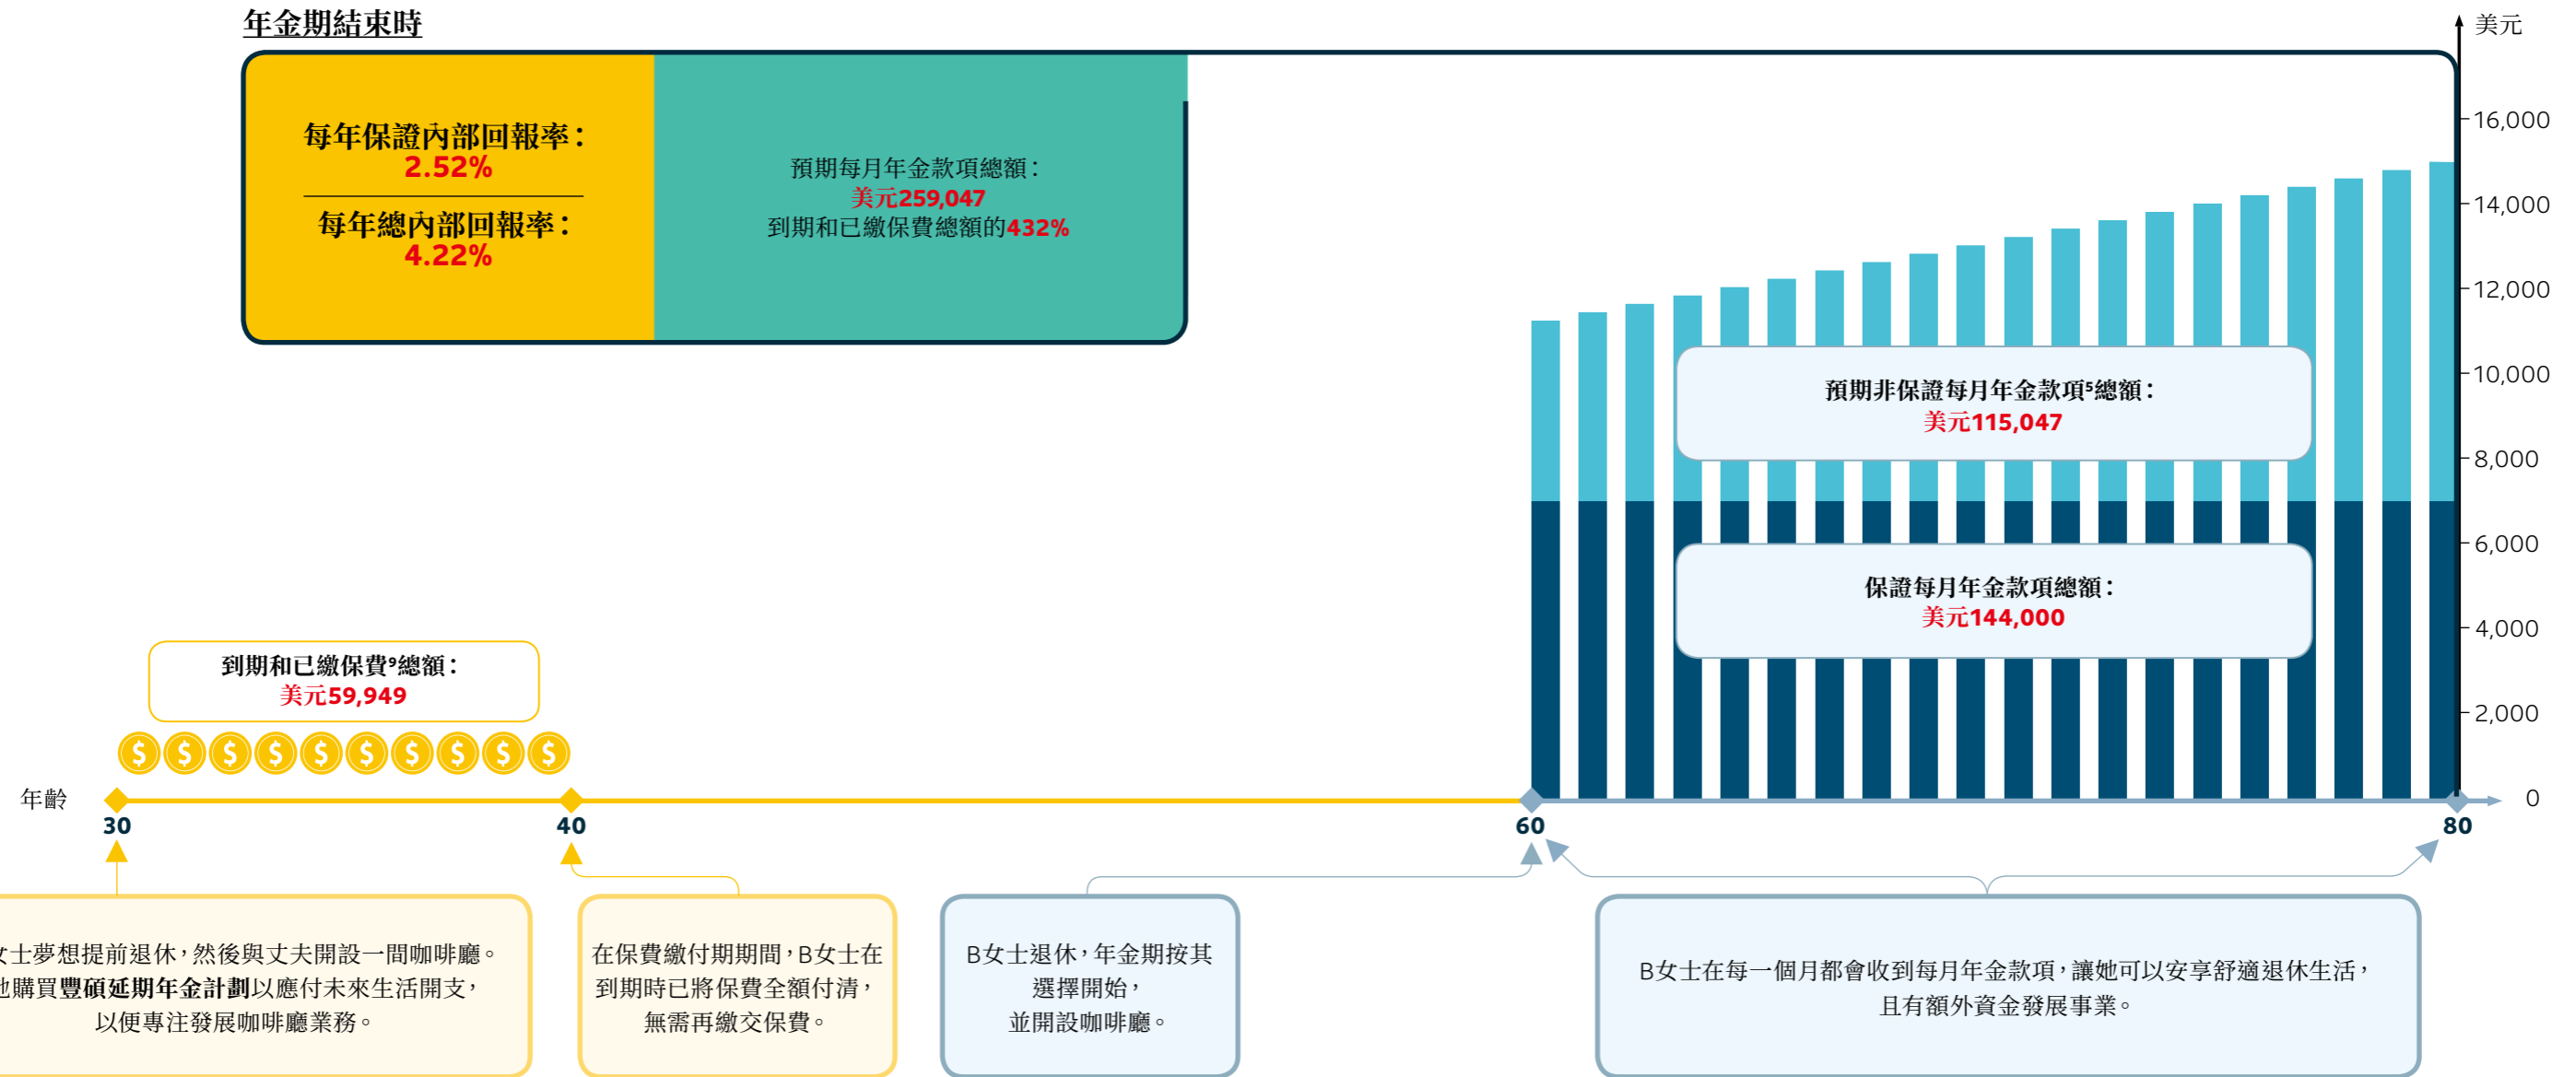 年金期結束時
每年保證內部回報率：
2.52%
每年總內部回報率：
4.22%
預期每月年金款項總額：
美元259,047
到期和已繳保費總額的432%
美元
16,000
14,000
12,000
10,000
8,000
6,000
4,000
2,000
0
預期非保證每月年金款項⁵總額：
美元115,047
保證每月年金款項總額：
美元144,000
到期和已繳保費⁹總額：
美元59,949
$ $ $ $ $ $ $ $ $ $
年齡
30
40
60
80
女士夢想提前退休，然後與丈夫開設一間咖啡廳。
她購買豐碩延期年金計劃以應付未來生活開支，
以便專注發展咖啡廳業務。
在保費繳付期期間，B女士在
到期時已將保費全額付清，
無需再繳交保費。
B女士退休，年金期按其
選擇開始，
並開設咖啡廳。
B女士在每一個月都會收到每月年金款項，讓她可以安享舒適退休生活，
且有額外資金發展事業。